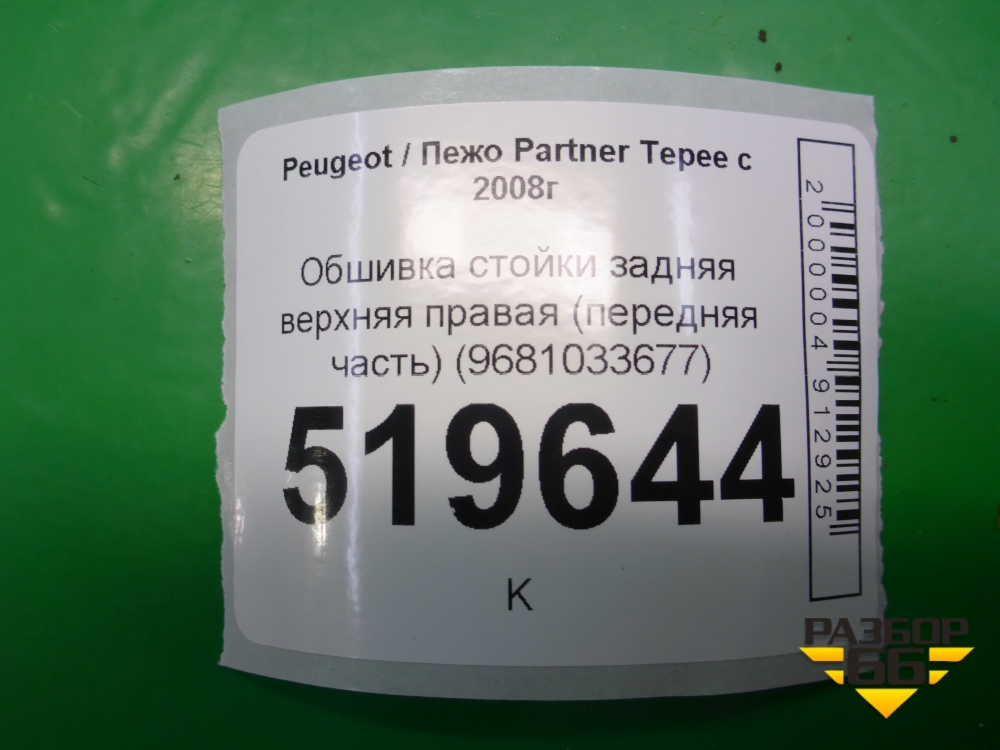 Peugeot / Пежо Partner Tepee с
2008г
Обшивка стойки задняя
верхняя правая (передняя
часть) (9681033677)
519644
К
2000004912925
РАЗБОР
66